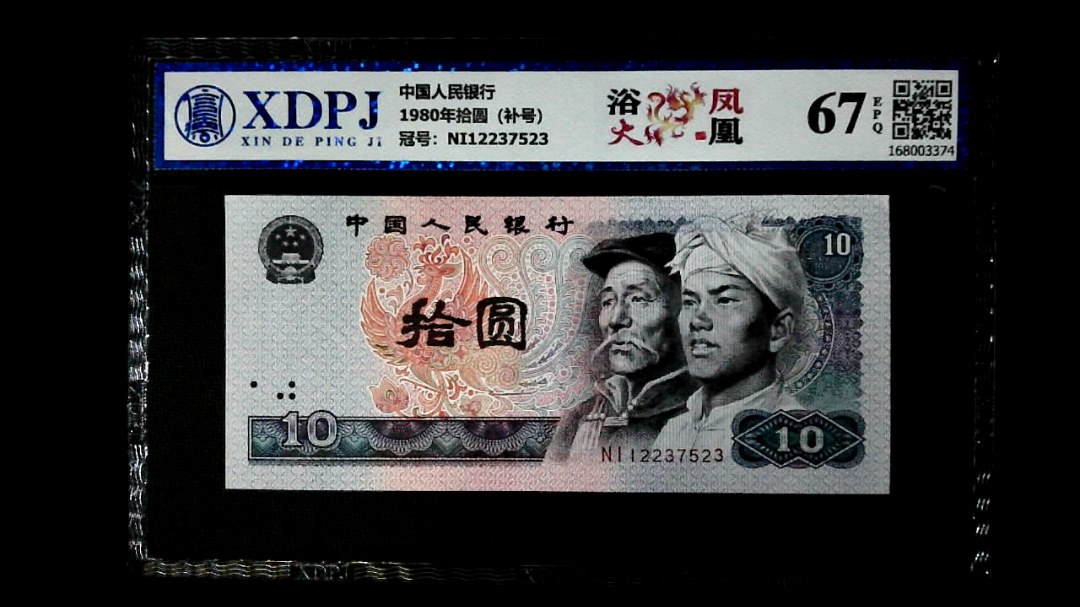 XDPJ
XIN DE PING JI
中国人民银行
1980年拾圆（补号）
冠号：NI12237523
浴火
凤凰
67
EPQ
168003374
中国人民银行
10
拾圆
10
NI12237523
10
XDPJ